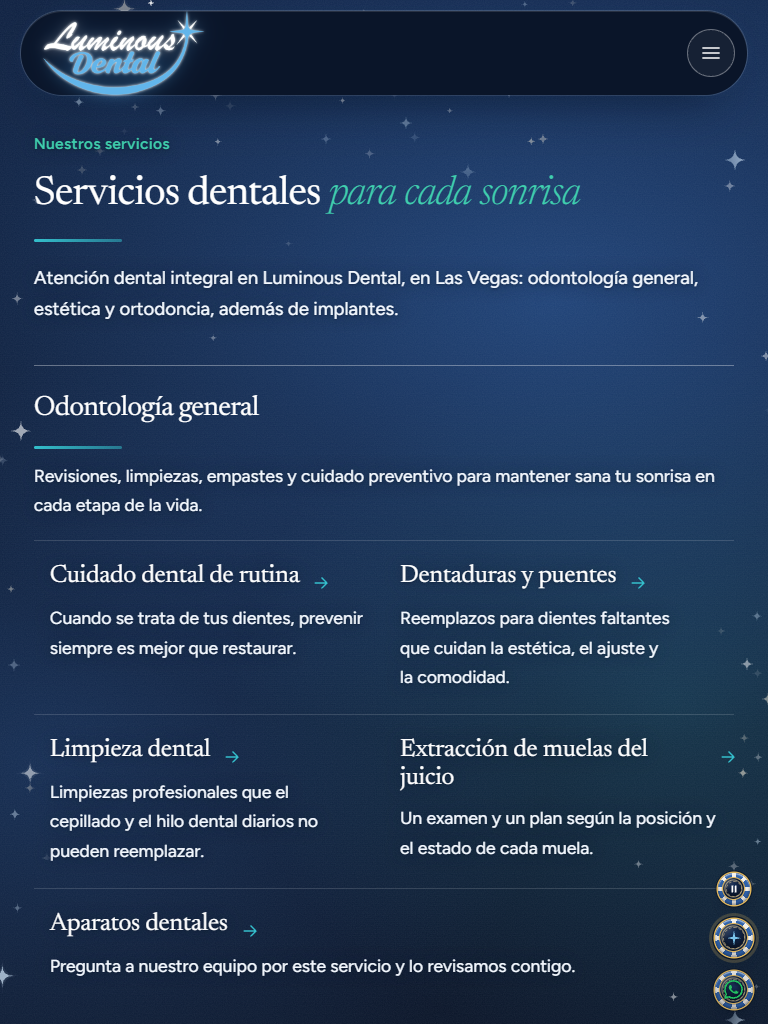 Luminous
Dental
Nuestros servicios
Servicios dentales para cada sonrisa
Atención dental integral en Luminous Dental, en Las Vegas: odontología general,
estética y ortodoncia, además de implantes.
Odontología general
Revisiones, limpiezas, empastes y cuidado preventivo para mantener sana tu sonrisa en
cada etapa de la vida.
Cuidado dental de rutina →
Cuando se trata de tus dientes, prevenir
siempre es mejor que restaurar.
Dentaduras y puentes →
Reemplazos para dientes faltantes
que cuidan la estética, el ajuste y
la comodidad.
Limpieza dental →
Limpiezas profesionales que el
cepillado y el hilo dental diarios no
pueden reemplazar.
Extracción de muelas del
juicio →
Un examen y un plan según la posición y
el estado de cada muela.
Aparatos dentales →
Pregunta a nuestro equipo por este servicio y lo revisamos contigo.